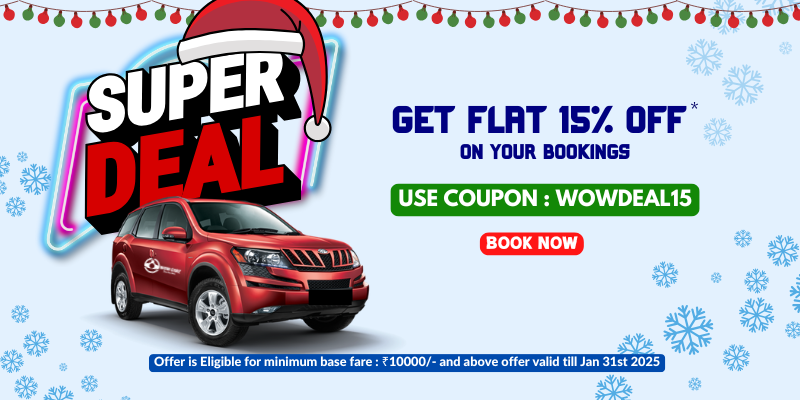 SUPER
DEAL
GET FLAT 15% OFF*
ON YOUR BOOKINGS
USE COUPON : WOWDEAL15
BOOK NOW
Offer is Eligible for minimum base fare : ₹10000/- and above offer valid till Jan 31st 2025